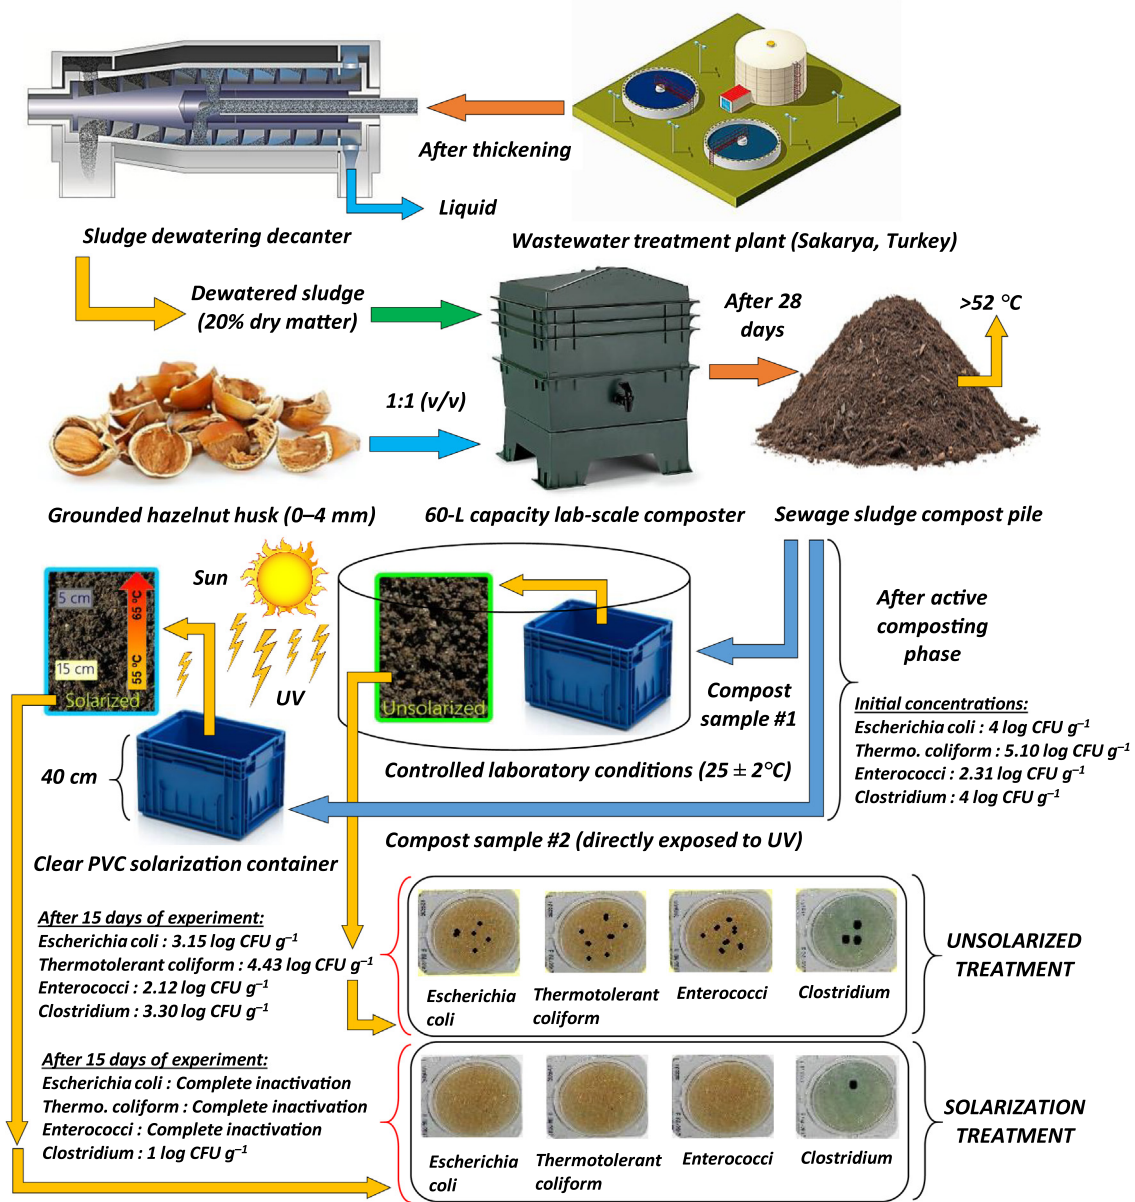 After thickening
Liquid
Sludge dewatering decanter
Wastewater treatment plant (Sakarya, Turkey)
Dewatered sludge
(20% dry matter)
After 28
days
>52 °C
1:1 (v/v)
Grounded hazelnut husk (0–4 mm)
60-L capacity lab-scale composter
Sewage sludge compost pile
5 cm
65 ºC
55 ºC
15 cm
Solarized
Sun
UV
Unsolarized
Compost
sample #1
After active
composting
phase
Initial concentrations:
Escherichia coli : 4 log CFU g⁻¹
Thermo. coliform : 5.10 log CFU g⁻¹
Enterococci : 2.31 log CFU g⁻¹
Clostridium : 4 log CFU g⁻¹
40 cm
Controlled laboratory conditions (25 ± 2°C)
Compost sample #2 (directly exposed to UV)
Clear PVC solarization container
After 15 days of experiment:
Escherichia coli : 3.15 log CFU g⁻¹
Thermotolerant coliform : 4.43 log CFU g⁻¹
Enterococci : 2.12 log CFU g⁻¹
Clostridium : 3.30 log CFU g⁻¹
Escherichia
coli
Thermotolerant
coliform
Enterococci
Clostridium
UNSOLARIZED
TREATMENT
After 15 days of experiment:
Escherichia coli : Complete inactivation
Thermo. coliform : Complete inactivation
Enterococci : Complete inactivation
Clostridium : 1 log CFU g⁻¹
Escherichia
coli
Thermotolerant
coliform
Enterococci
Clostridium
SOLARIZATION
TREATMENT